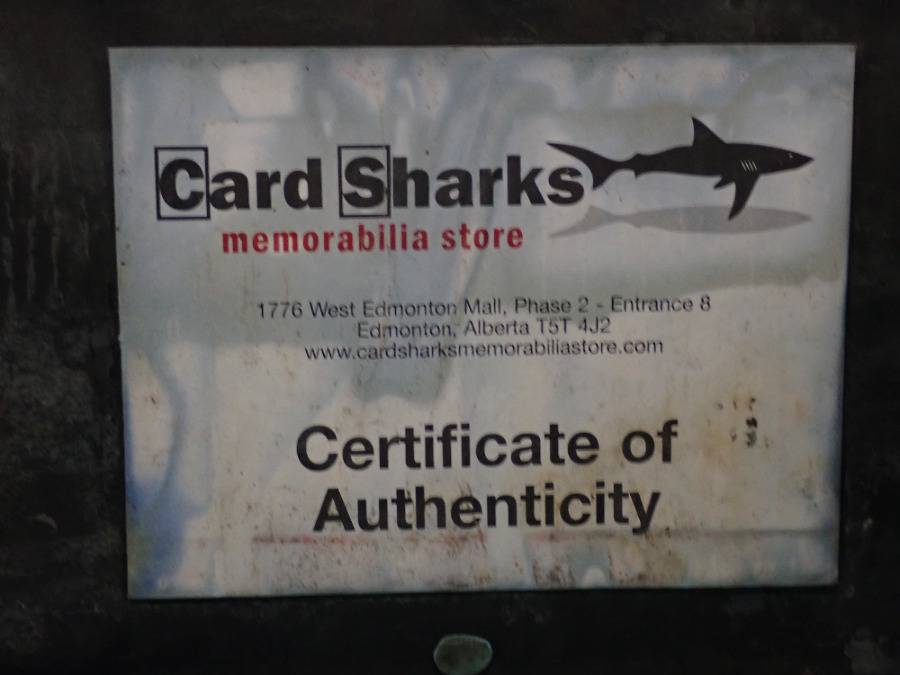 Card Sharks
memorabilia store
1776 West Edmonton Mall, Phase 2 - Entrance 8
Edmonton, Alberta T5T 4J2
www.cardsharksmemorabiliastore.com
Certificate of
Authenticity